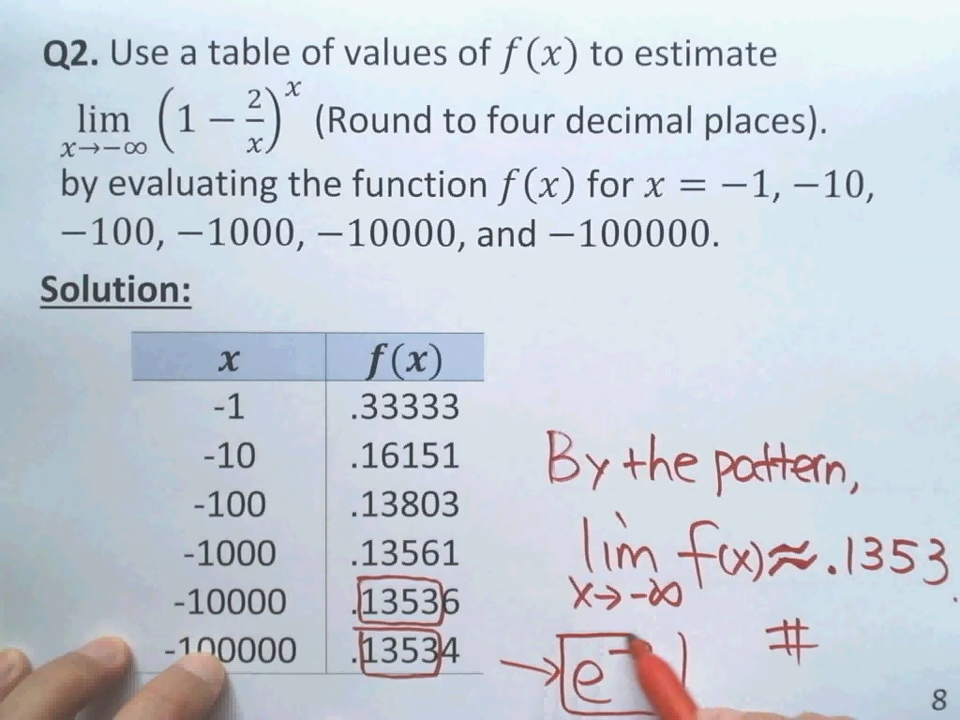 Q2. Use a table of values of f(x) to estimate
lim x→−∞ (1 − 2/x)^x (Round to four decimal places).
by evaluating the function f(x) for x = −1, −10,
−100, −1000, −10000, and −100000.
Solution:
x f(x)
-1 .33333
-10 .16151
-100 .13803
-1000 .13561
-10000 .13536
-100000 .13534
By the pattern,
lim x→-∞ f(x) ≈ .1353.
#
→ e
8